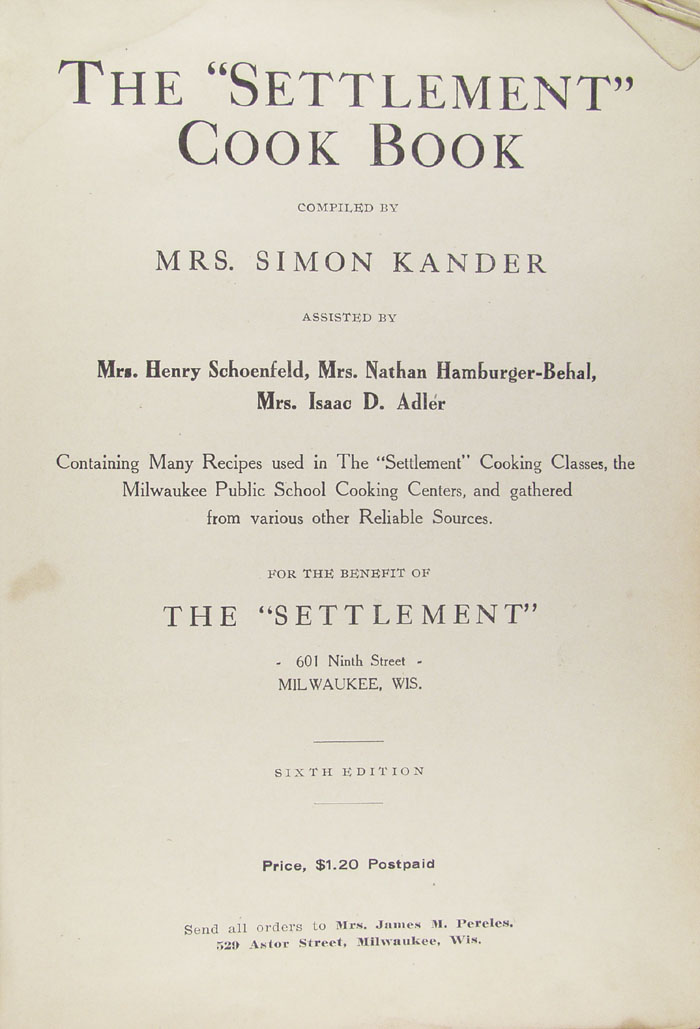 THE "SETTLEMENT"
COOK BOOK
COMPILED BY
MRS. SIMON KANDER
ASSISTED BY
Mrs. Henry Schoenfeld, Mrs. Nathan Hamburger-Behal,
Mrs. Isaac D. Adler
Containing Many Recipes used in The "Settlement" Cooking Classes, the
Milwaukee Public School Cooking Centers, and gathered
from various other Reliable Sources.
FOR THE BENEFIT OF
THE "SETTLEMENT"
- 601 Ninth Street -
MILWAUKEE, WIS.
SIXTH EDITION
Price, $1.20 Postpaid
Send all orders to Mrs. James M. Pereles.
529 Astor Street, Milwaukee, Wis.